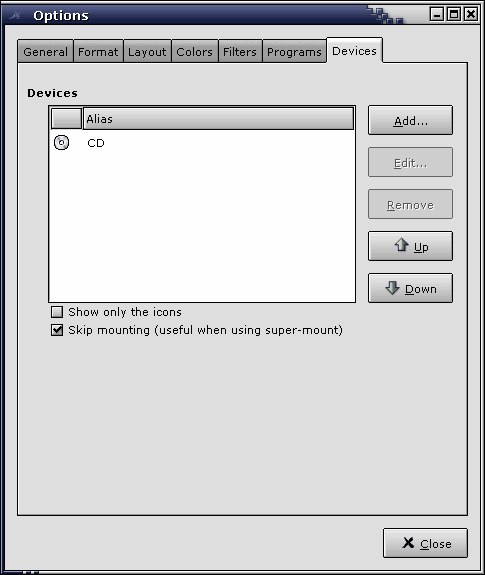 Options
General Format Layout Colors Filters Programs Devices
Devices
Alias
CD
Add...
Edit...
Remove
Up
Down
Show only the icons
Skip mounting (useful when using super-mount)
Close